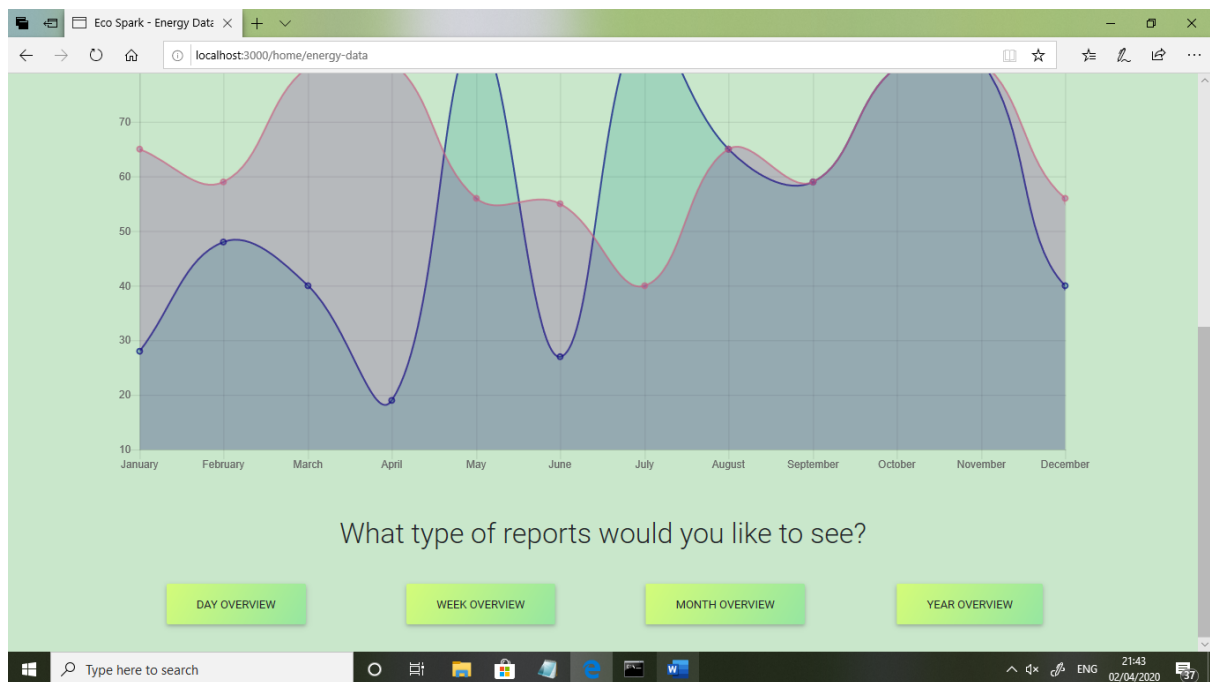 Eco Spark - Energy Data
localhost:3000/home/energy-data
70
60
50
40
30
20
10
January February March April May June July August September October November December
What type of reports would you like to see?
DAY OVERVIEW WEEK OVERVIEW MONTH OVERVIEW YEAR OVERVIEW
Type here to search
ENG
21:43
02/04/2020
37